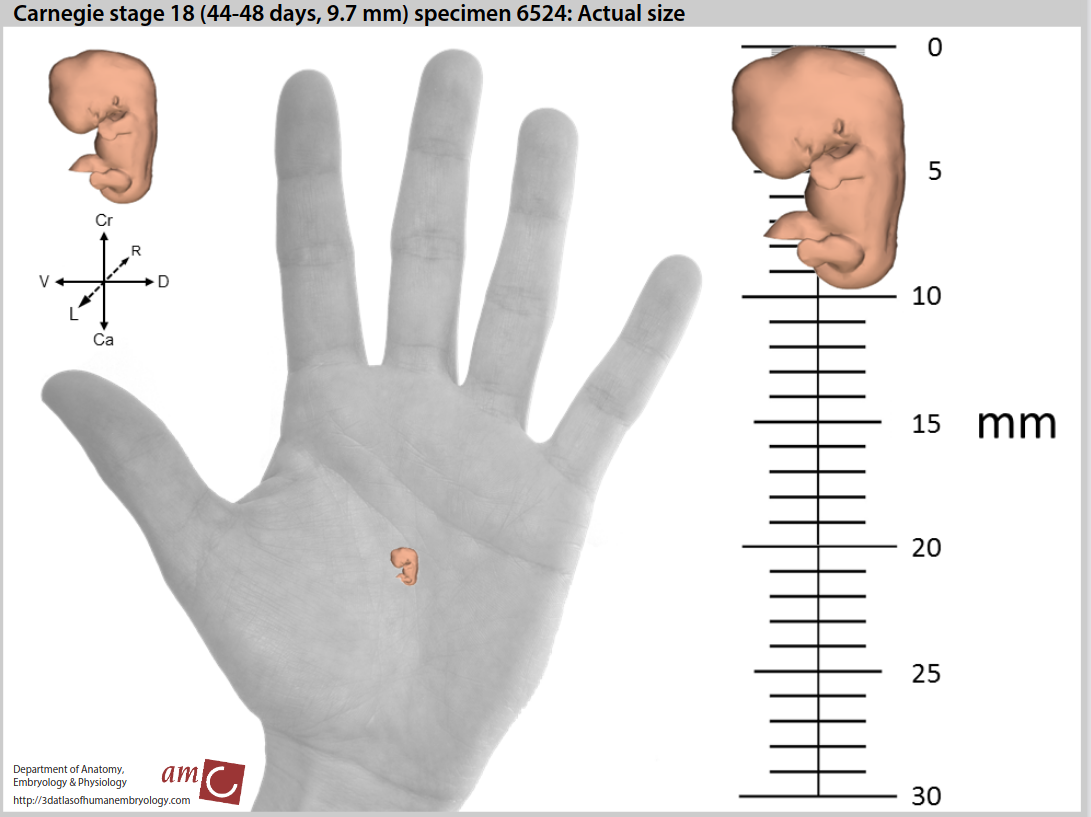 Carnegie stage 18 (44-48 days, 9.7 mm) specimen 6524: Actual size
Cr
R
V
D
L
Ca
0
5
10
15
mm
20
25
30
Department of Anatomy,
Embryology & Physiology
http://3datlasofhumanembryology.com
amC